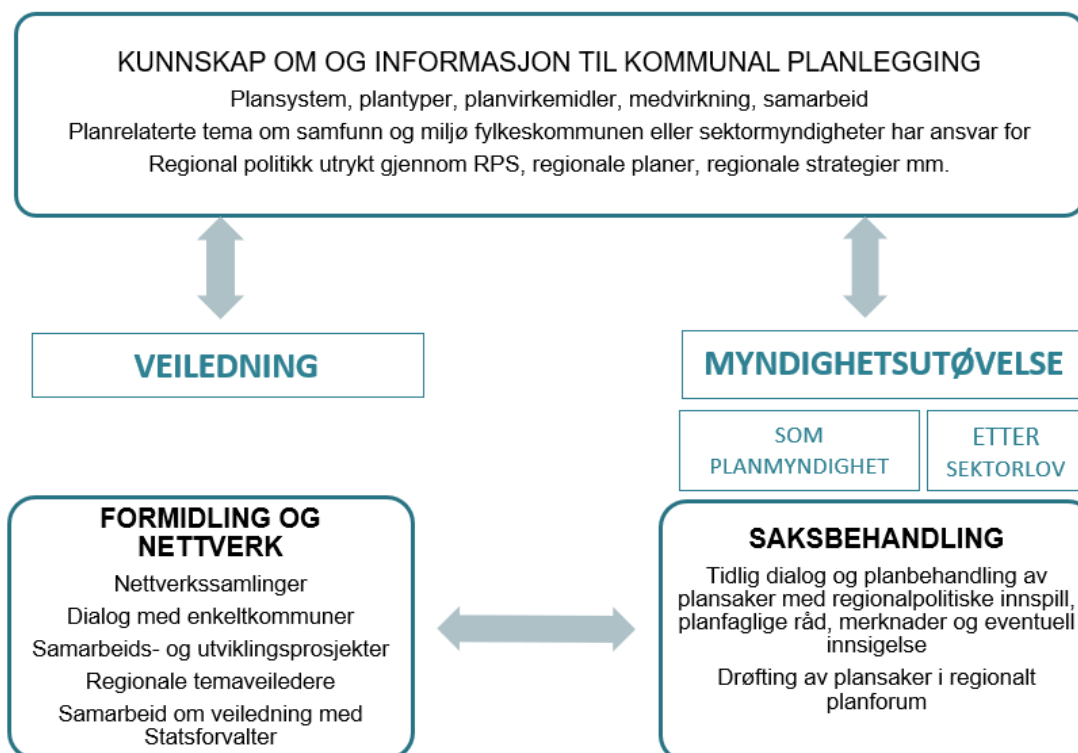 KUNNSKAP OM OG INFORMASJON TIL KOMMUNAL PLANLEGGING
Plansystem, plantyper, planvirkemidler, medvirkning, samarbeid
Planrelaterte tema om samfunn og miljø fylkeskommunen eller sektormyndigheter har ansvar for
Regional politikk utrykt gjennom RPS, regionale planer, regionale strategier mm.
VEILEDNING
MYNDIGHETSUTØVELSE
SOM
PLANMYNDIGHET
ETTER
SEKTORLOV
FORMIDLING OG
NETTVERK
Nettverkssamlinger
Dialog med enkeltkommuner
Samarbeids- og utviklingsprosjekter
Regionale temaveiledere
Samarbeid om veiledning med
Statsforvalter
SAKSBEHANDLING
Tidlig dialog og planbehandling av
plansaker med regionalpolitiske innspill,
planfaglige råd, merknader og eventuell
innsigelse
Drøfting av plansaker i regionalt
planforum